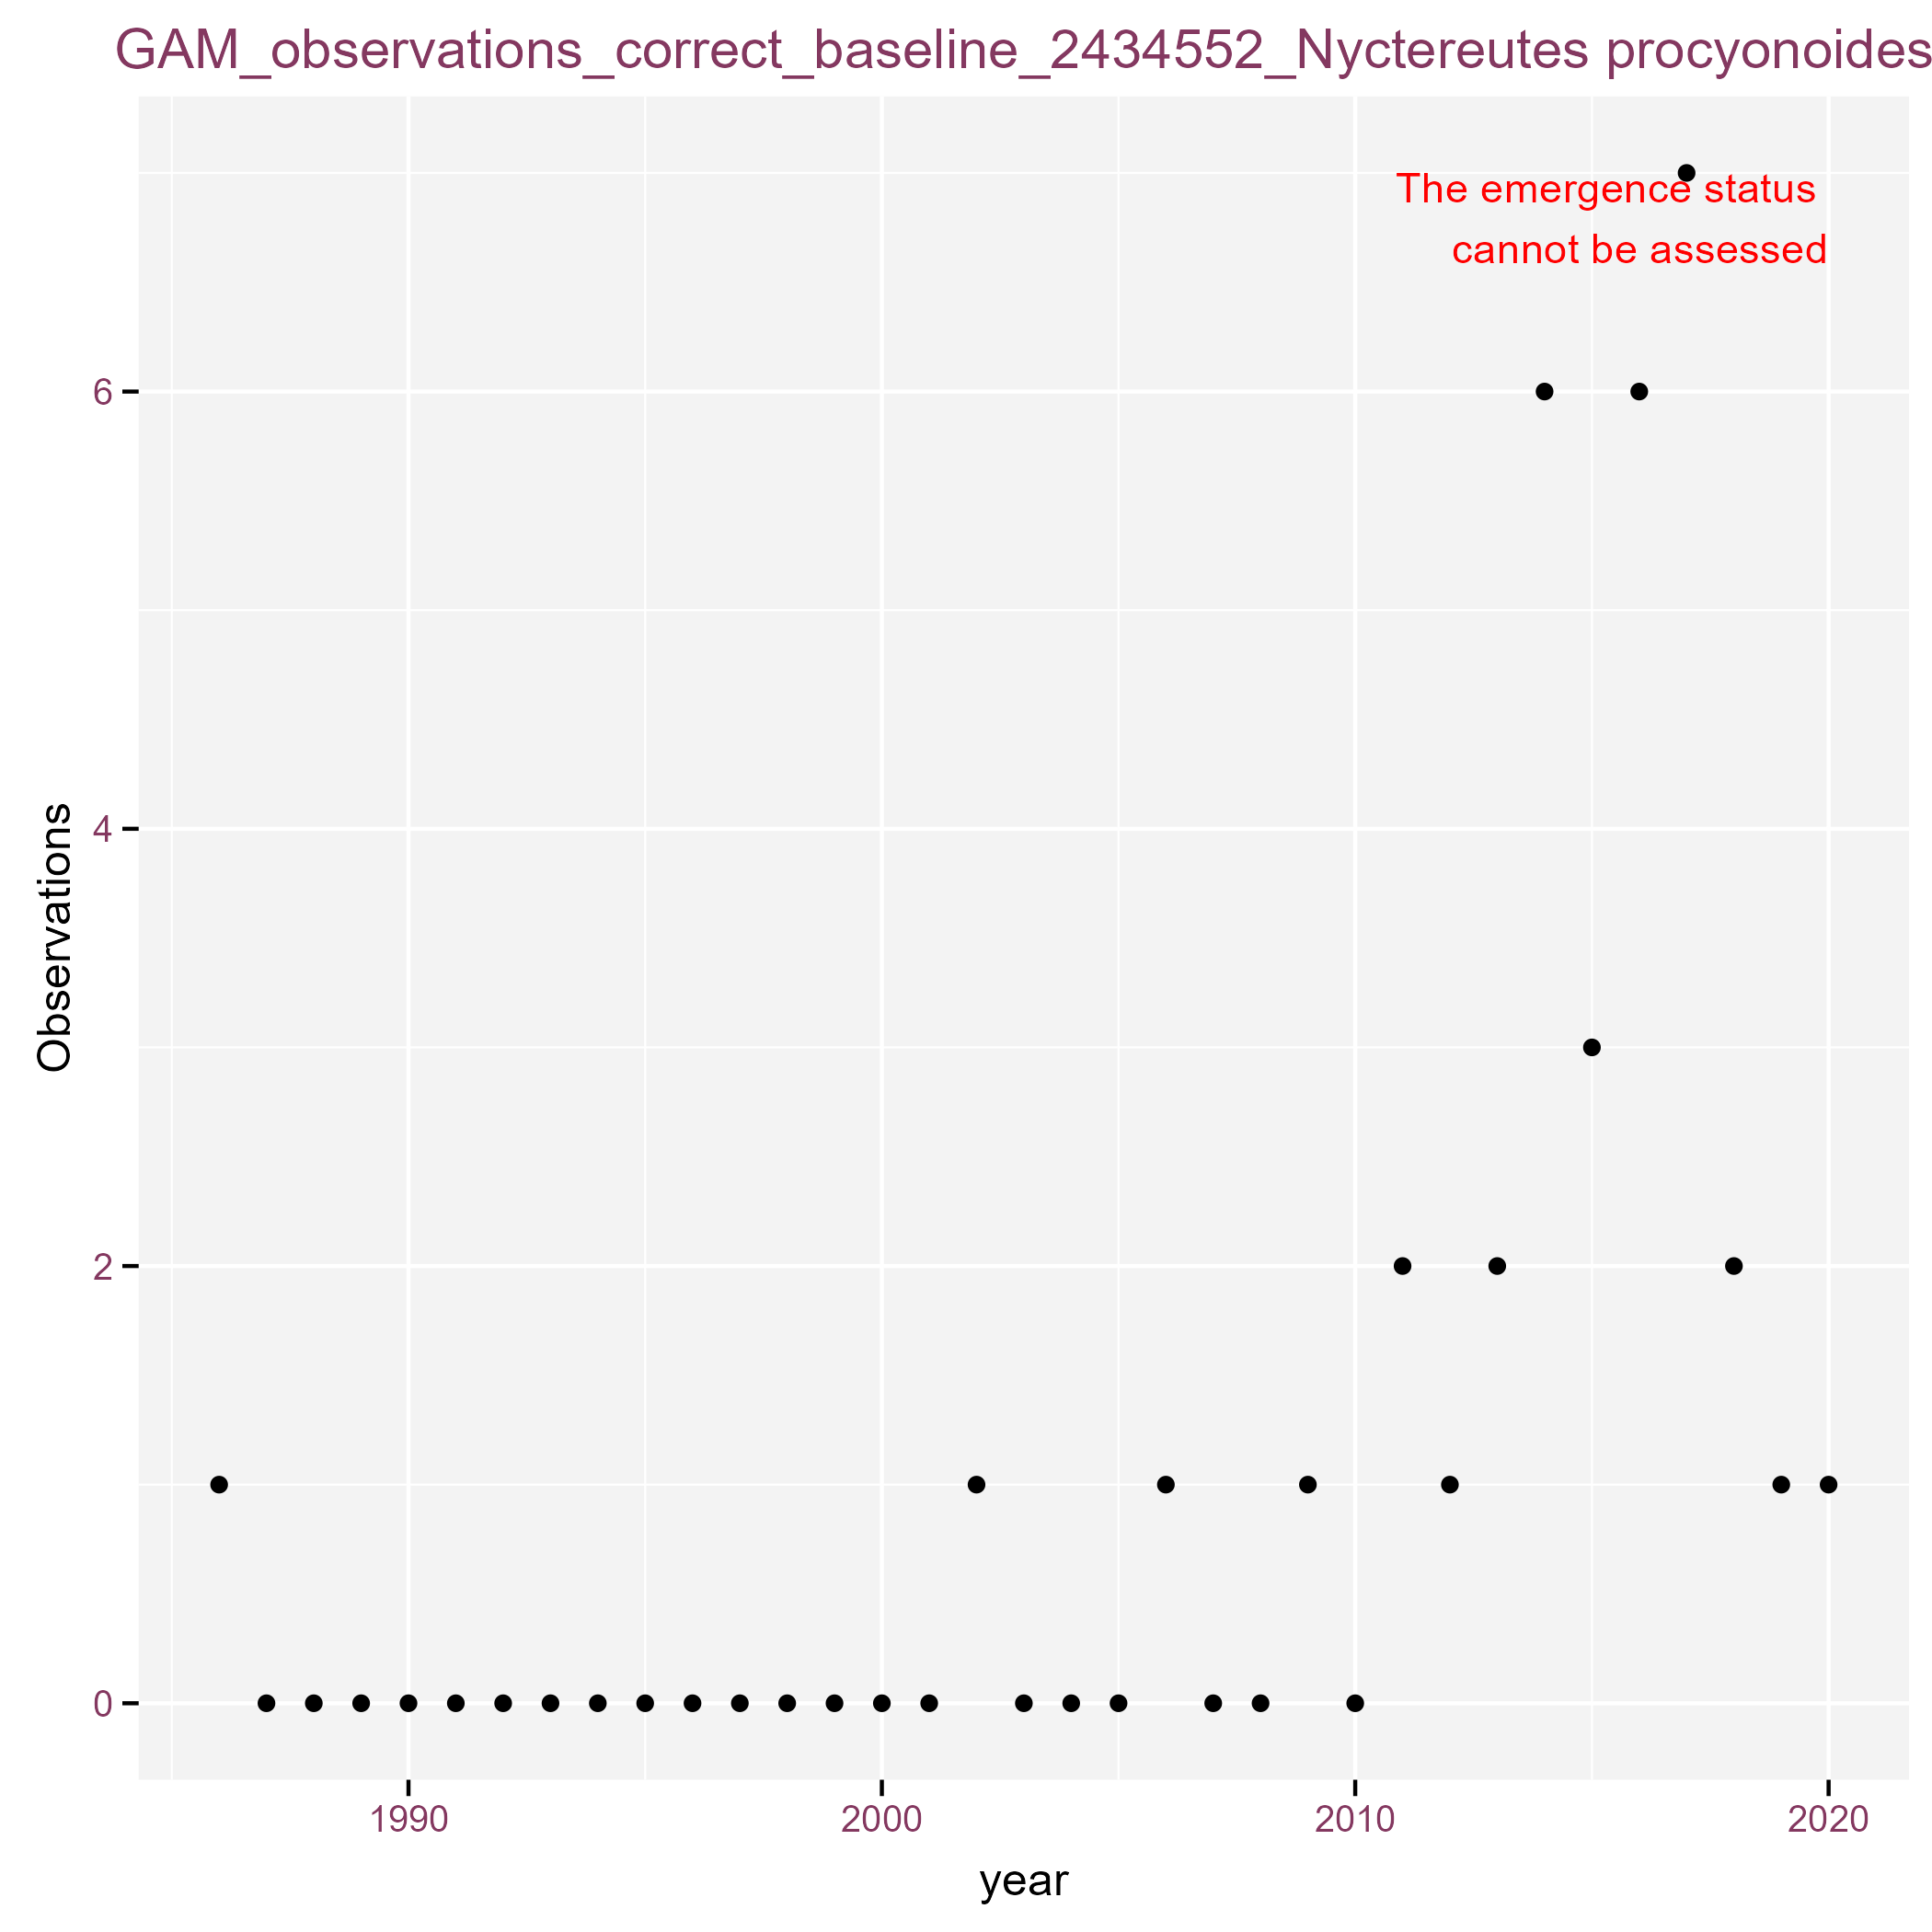 GAM_observations_correct_baseline_2434552_Nyctereutes procyonoides
The emergence status
cannot be assessed
6
4
2
0
Observations
1990 2000 2010 2020
year